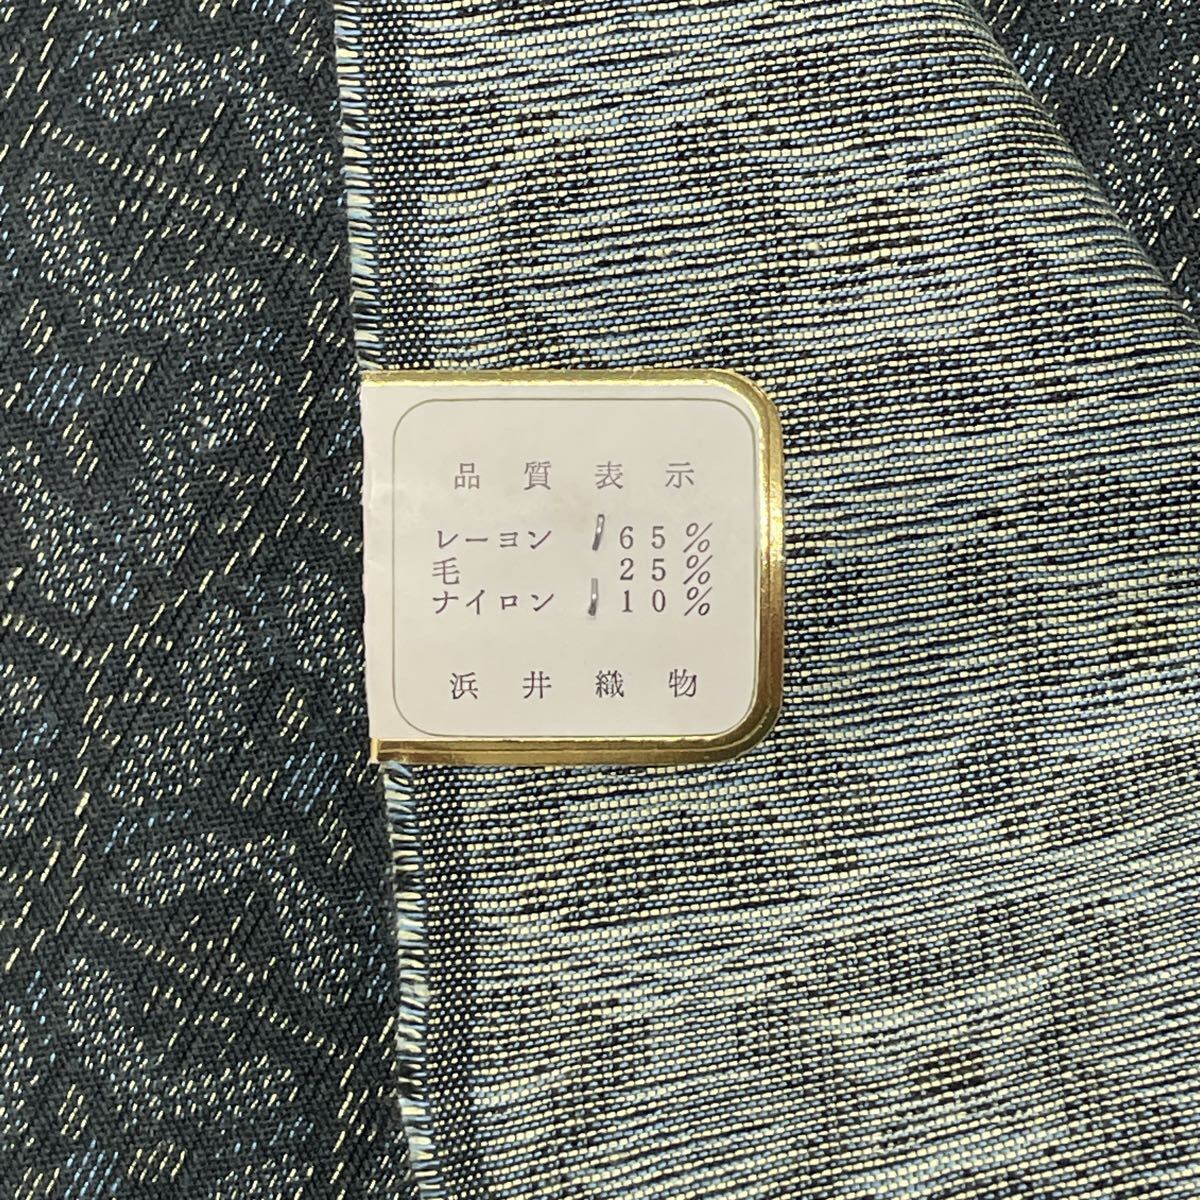 品質表示
レーヨン 65%
毛 25%
ナイロン 10%
浜井織物